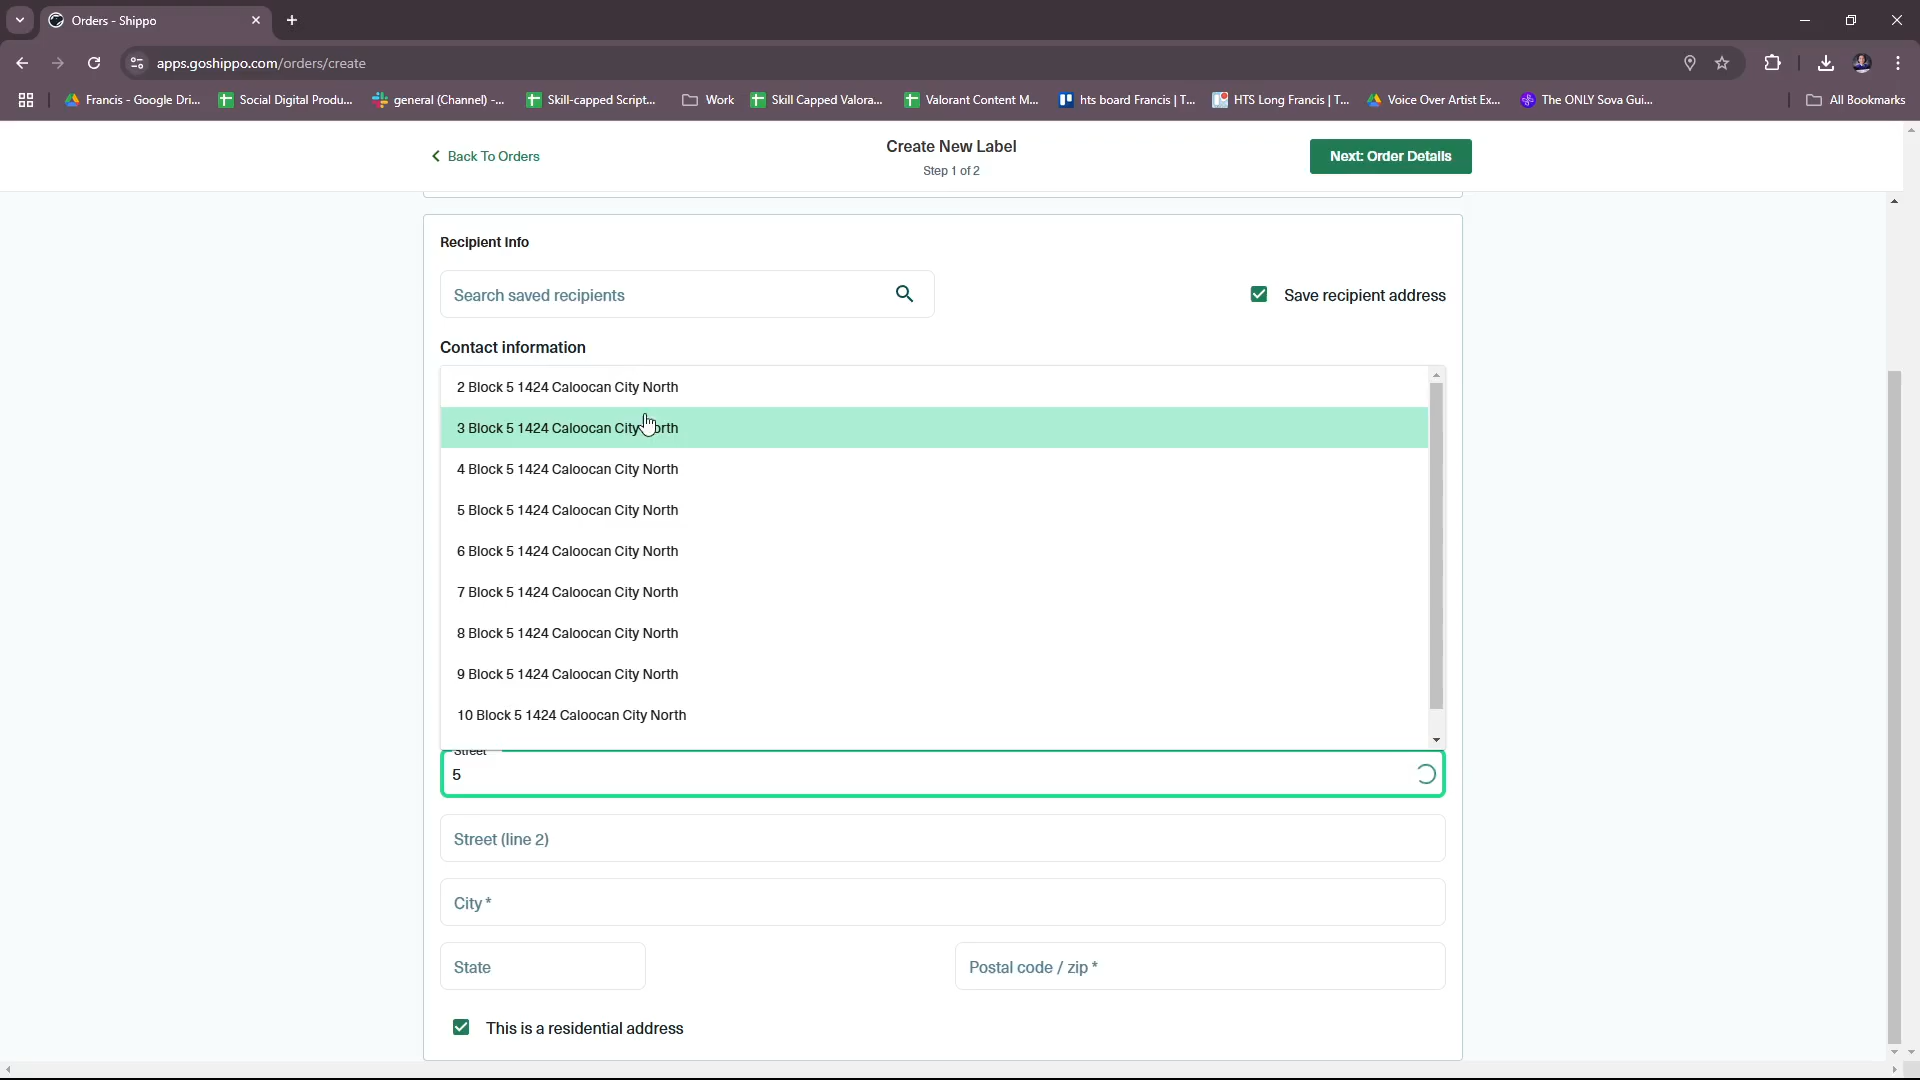 Orders - Shippo
apps.goshippo.com/orders/create
Francis - Google Dri...
Social Digital Produ...
general (Channel) -...
Skill-capped Script...
Work
Skill Capped Valora...
Valorant Content M...
hts board Francis | T...
HTS Long Francis | T...
Voice Over Artist Ex...
The ONLY Sova Gui...
All Bookmarks
Back To Orders
Create New Label
Step 1 of 2
Next: Order Details
Recipient Info
Search saved recipients
Save recipient address
Contact information
2 Block 5 1424 Caloocan City North
3 Block 5 1424 Caloocan City North
4 Block 5 1424 Caloocan City North
5 Block 5 1424 Caloocan City North
6 Block 5 1424 Caloocan City North
7 Block 5 1424 Caloocan City North
8 Block 5 1424 Caloocan City North
9 Block 5 1424 Caloocan City North
10 Block 5 1424 Caloocan City North
Street
5
Street (line 2)
City *
State
Postal code / zip *
This is a residential address